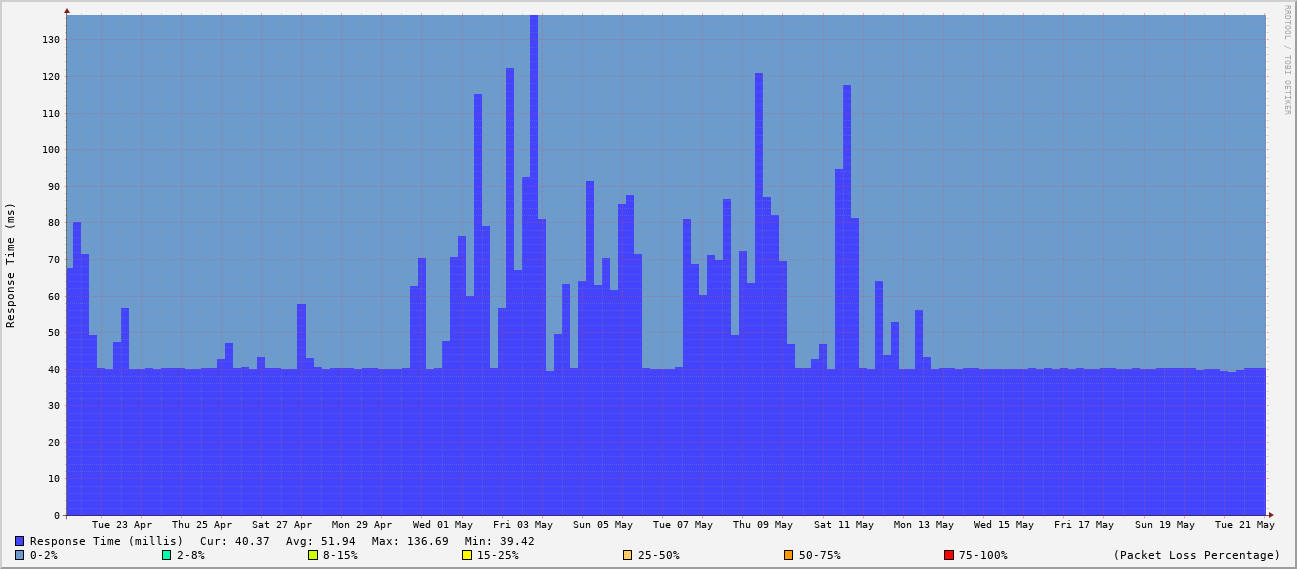 RRDTOOL / TOBI OETIKER
Response Time (ms)
130
120
110
100
90
80
70
60
50
40
30
20
10
0
Tue 23 Apr Thu 25 Apr Sat 27 Apr Mon 29 Apr Wed 01 May Fri 03 May Sun 05 May Tue 07 May Thu 09 May Sat 11 May Mon 13 May Wed 15 May Fri 17 May Sun 19 May Tue 21 May
Response Time (millis) Cur: 40.37 Avg: 51.94 Max: 136.69 Min: 39.42
0-2% 2-8% 8-15% 15-25% 25-50% 50-75% 75-100% (Packet Loss Percentage)